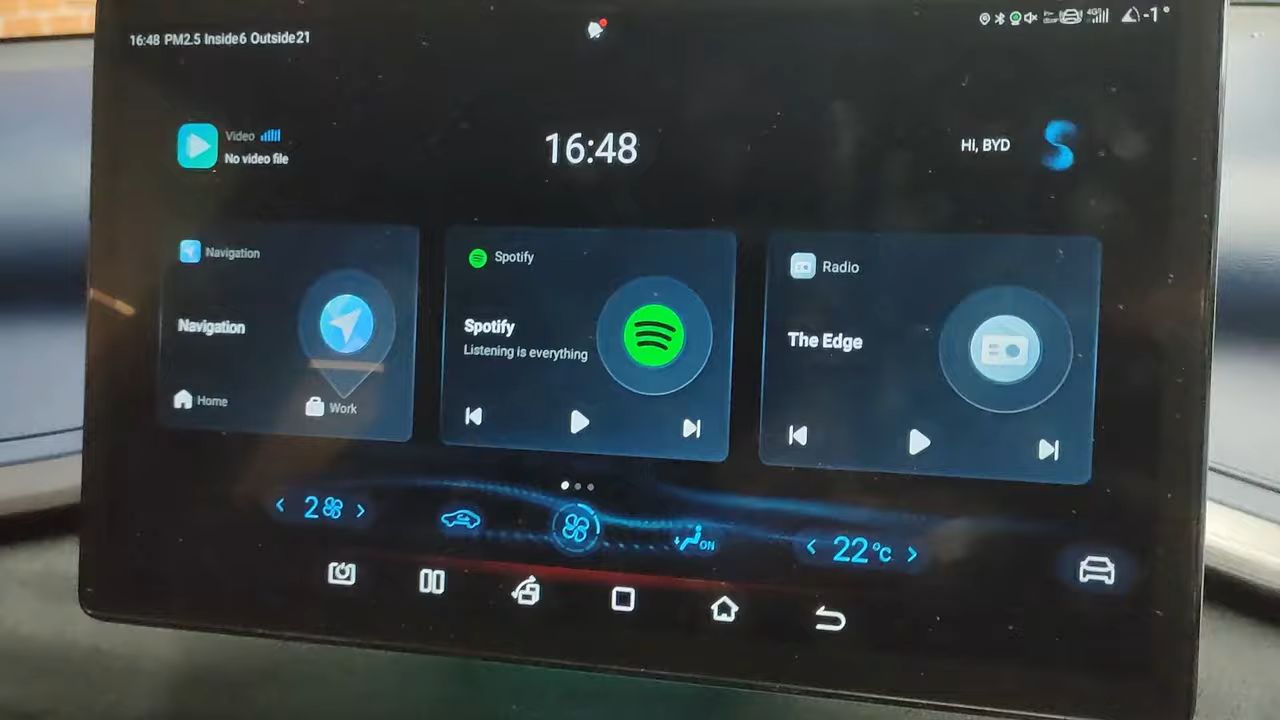 16:48 PM2.5 Inside6 Outside21
4G
-1°
Video
No video file
16:48
Hi, BYD
Navigation
Navigation
Home
Work
Spotify
Spotify
Listening is everything
Radio
The Edge
2
ON
22°C